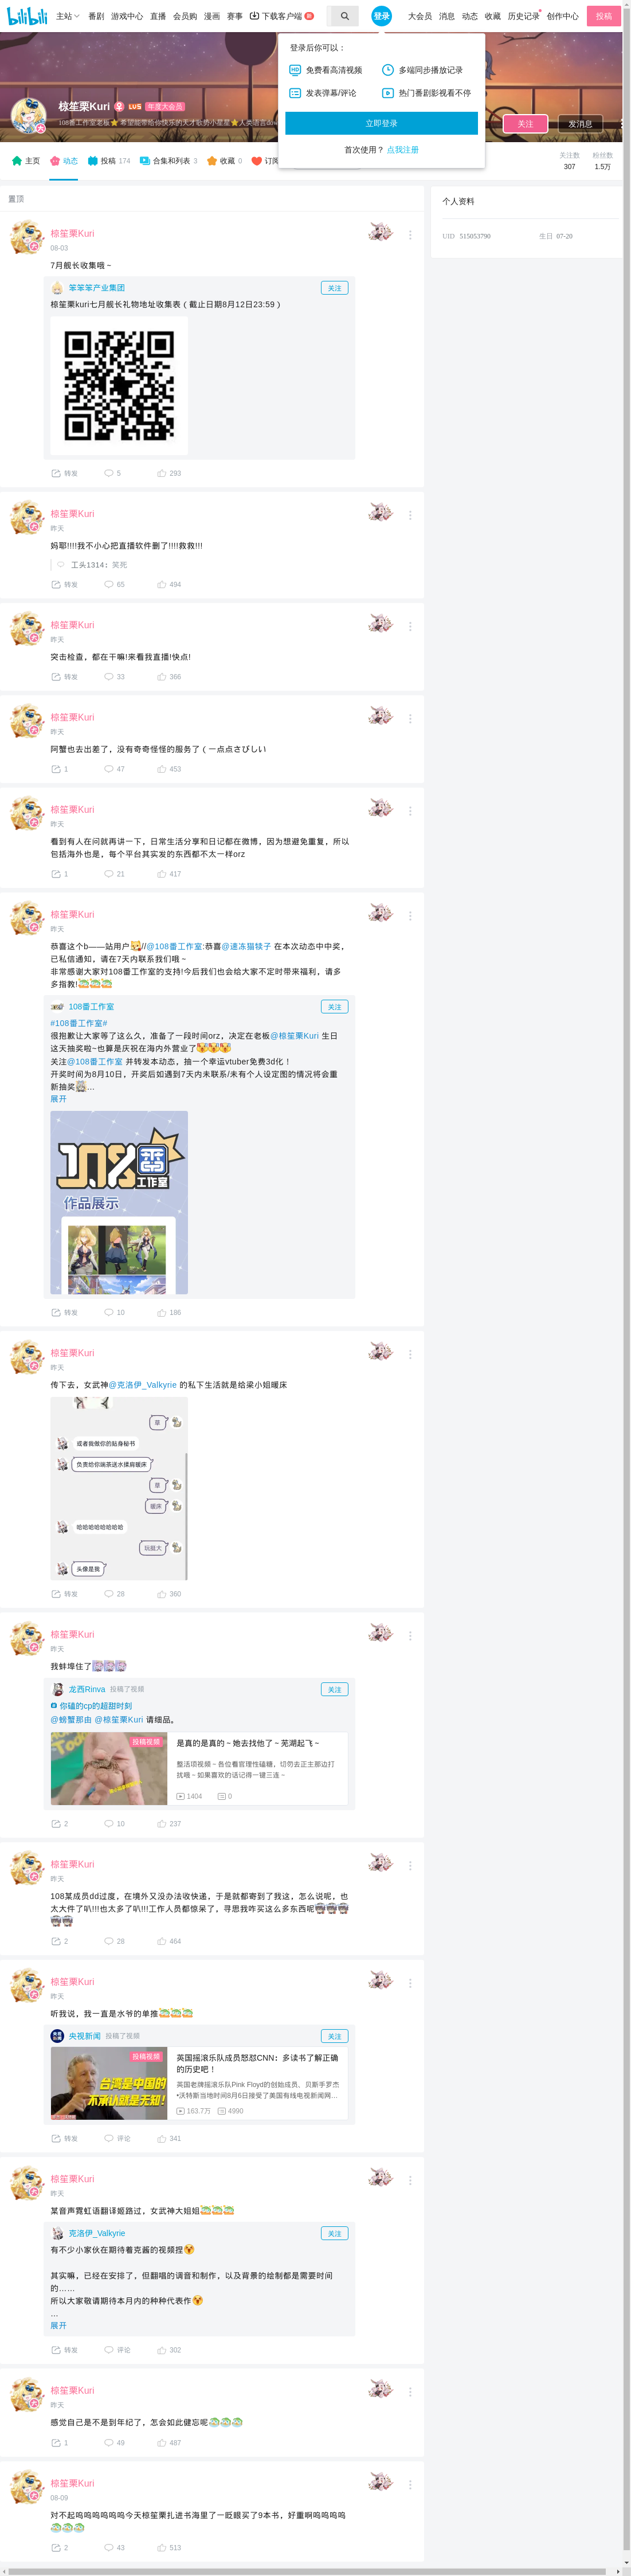 bilibili 主站 番剧 游戏中心 直播 会员购 漫画 赛事 下载客户端 登录 大会员 消息 动态 收藏 历史记录 创作中心 投稿
登录后你可以：
免费看高清视频 多端同步播放记录
发表弹幕/评论 热门番剧影视看不停
立即登录
首次使用？ 点我注册
椋笙栗Kuri LV5 年度大会员
108番工作室老板⭐ 希望能带给你快乐的天才歌势小星星⭐人类语言
关注 发消息
主页 动态 投稿 174 合集和列表 3 收藏 0 订阅
关注数 粉丝数
307 1.5万
置顶
个人资料
UID 515053790 生日 07-20
椋笙栗Kuri
08-03
7月舰长收集哦～
笨笨笨产业集团
关注
椋笙栗kuri七月舰长礼物地址收集表（截止日期8月12日23:59）
转发 5 293
椋笙栗Kuri
昨天
妈耶!!!!我不小心把直播软件删了!!!!救救!!!
工头1314：笑死
转发 65 494
椋笙栗Kuri
昨天
突击检查，都在干嘛!来看我直播!快点!
转发 33 366
椋笙栗Kuri
昨天
阿蟹也去出差了，没有奇奇怪怪的服务了（一点点さびしい
1 47 453
椋笙栗Kuri
昨天
看到有人在问就再讲一下，日常生活分享和日记都在微博，因为想避免重复，所以
包括海外也是，每个平台其实发的东西都不太一样orz
1 21 417
椋笙栗Kuri
昨天
恭喜这个b——站用户//@108番工作室:恭喜 在本次动态中中奖，
已私信通知，请在7天内联系我们哦～
非常感谢大家对108番工作室的支持!今后我们也会给大家不定时带来福利，请多
多指教!
108番工作室
关注
#108番工作室#
很抱歉让大家等了这么久，准备了一段时间orz，决定在老板@椋笙栗Kuri 生日
这天抽奖啦~也算是庆祝在海内外营业了
关注@108番工作室 并转发本动态，抽一个幸运vtuber免费3d化！
开奖时间为8月10日，开奖后如遇到7天内未联系/未有个人设定图的情况将会重
新抽奖...
展开
108番
工作室
作品展示
转发 10 186
椋笙栗Kuri
昨天
传下去，女武神@克洛伊_Valkyrie 的私下生活就是给梁小姐暖床
草
或者我做你的贴身秘书
负责给你端茶送水揉肩暖床
草
暖床
哈哈哈哈哈哈哈哈
玩挺大
头像是我
转发 28 360
椋笙栗Kuri
昨天
我蚌埠住了
龙西Rinva 投稿了视频
关注
你磕的cp的超甜时刻
@螃蟹那由 @椋笙栗Kuri 请细品。
投稿视频
是真的是真的～她去找他了～芜湖起飞～
整活项视频～各位看官理性磕糖，切勿去正主那边打
扰哦～如果喜欢的话记得一键三连～
1404 0
2 10 237
椋笙栗Kuri
昨天
108某成员dd过度，在境外又没办法收快递，于是就都寄到了我这，怎么说呢，也
太大件了叭!!!也太多了叭!!!工作人员都惊呆了，寻思我咋买这么多东西呢
2 28 464
椋笙栗Kuri
昨天
听我说，我一直是水爷的单推
央视新闻 投稿了视频
关注
投稿视频
台湾是中国的
不承认就是无知！
英国摇滚乐队成员怒怼CNN：多读书了解正确
的历史吧！
英国老牌摇滚乐队Pink Floyd的创始成员、贝斯手罗杰
•沃特斯当地时间8月6日接受了美国有线电视新闻网...
163.7万 4990
转发 评论 341
椋笙栗Kuri
昨天
某音声霓虹语翻译姬路过，女武神大姐姐
克洛伊_Valkyrie
关注
有不少小家伙在期待着克酱的视频捏
其实嘛，已经在安排了，但翻唱的调音和制作，以及背景的绘制都是需要时间
的……
所以大家敬请期待本月内的种种代表作
...
展开
转发 评论 302
椋笙栗Kuri
昨天
感觉自己是不是到年纪了，怎会如此健忘呢
1 49 487
椋笙栗Kuri
08-09
对不起呜呜呜呜呜呜今天椋笙栗扎进书海里了一眨眼买了9本书，好重啊呜呜呜呜
2 43 513